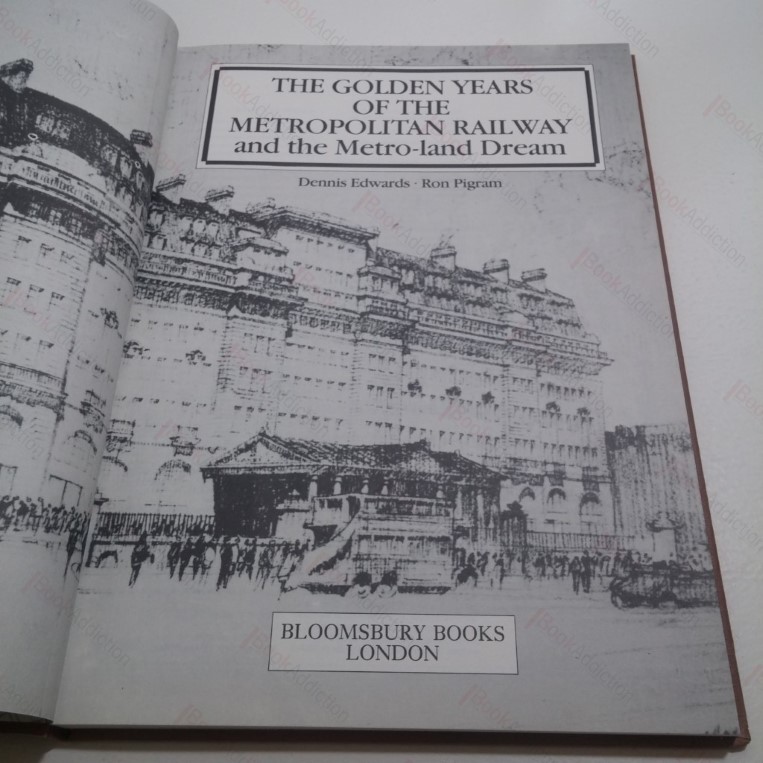 THE GOLDEN YEARS
OF THE
METROPOLITAN RAILWAY
and the Metro-land Dream
Dennis Edwards · Ron Pigram
BLOOMSBURY BOOKS
LONDON
BookAddiction